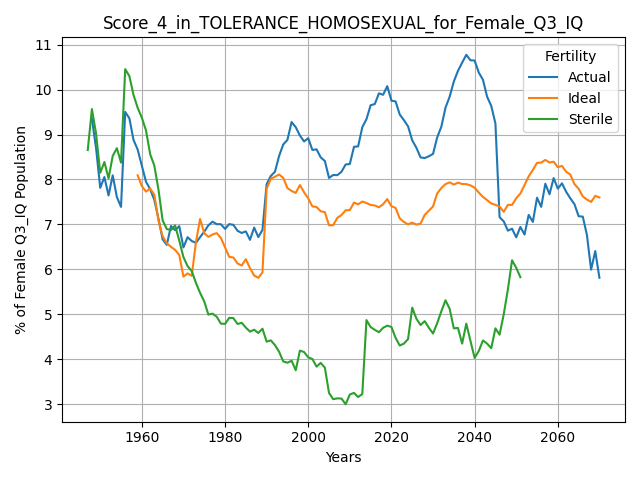 Score_4_in_TOLERANCE_HOMOSEXUAL_for_Female_Q3_IQ
Fertility
Actual
Ideal
Sterile
% of Female Q3_IQ Population
11
10
9
8
7
6
5
4
3
1960 1980 2000 2020 2040 2060
Years